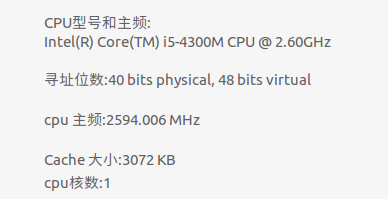 CPU型号和主频:
Intel(R) Core(TM) i5-4300M CPU @ 2.60GHz
寻址位数:40 bits physical, 48 bits virtual
cpu 主频:2594.006 MHz
Cache 大小:3072 KB
cpu核数:1